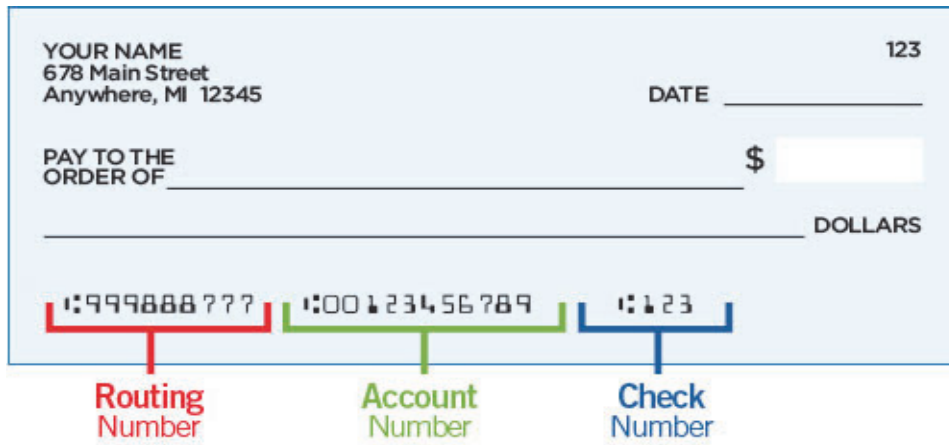 YOUR NAME 123
678 Main Street
Anywhere, MI 12345 DATE
PAY TO THE
ORDER OF $
DOLLARS
⑆999888777 ⑆00123456789 ⑆123
Routing Number Account Number Check Number